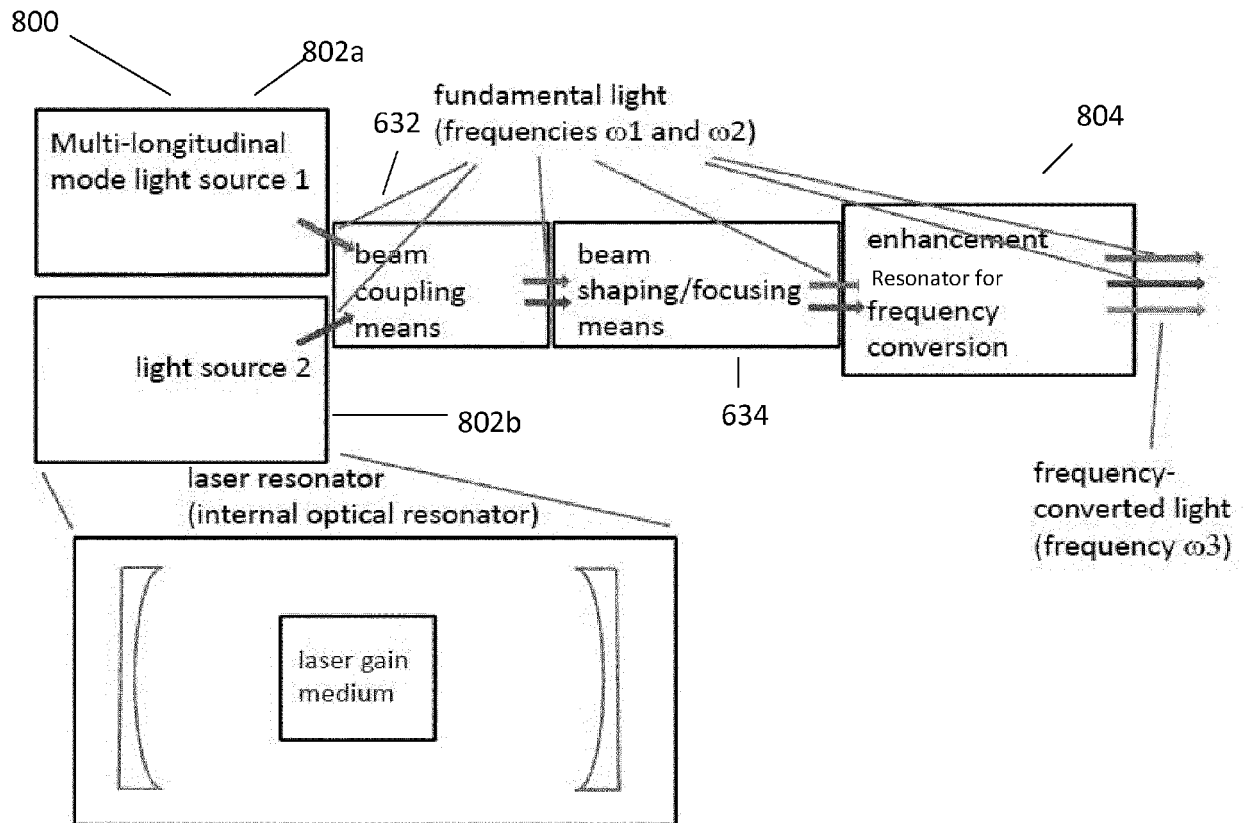 800
802a
fundamental light
(frequencies ω1 and ω2)
632
804
Multi-longitudinal
mode light source 1
beam
coupling
means
beam
shaping/focusing
means
enhancement
Resonator for
frequency
conversion
light source 2
802b
634
laser resonator
(internal optical resonator)
frequency-
converted light
(frequency ω3)
laser gain
medium